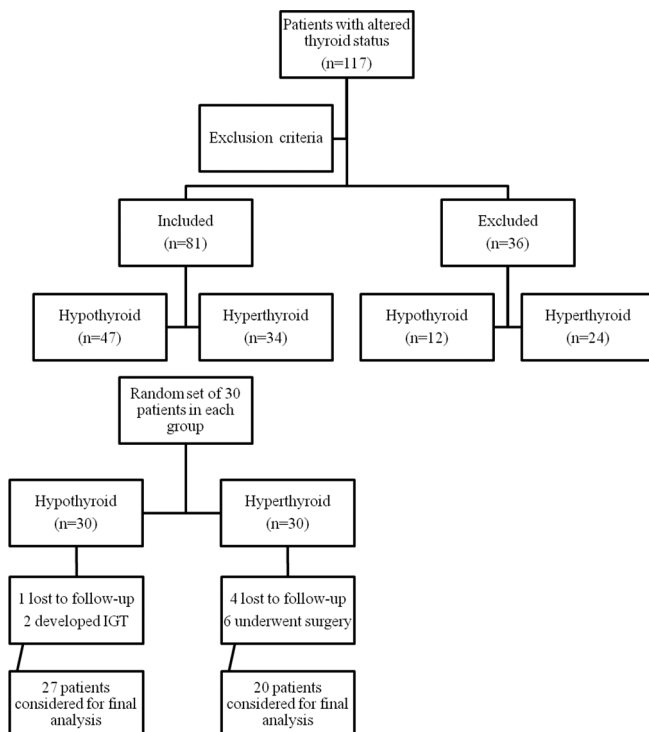 Patients with altered
thyroid status
(n=117)
Exclusion criteria
Included
(n=81)
Excluded
(n=36)
Hypothyroid
(n=47)
Hyperthyroid
(n=34)
Hypothyroid
(n=12)
Hyperthyroid
(n=24)
Random set of 30
patients in each
group
Hypothyroid
(n=30)
Hyperthyroid
(n=30)
1 lost to follow-up
2 developed IGT
4 lost to follow-up
6 underwent surgery
27 patients
considered for final
analysis
20 patients
considered for final
analysis